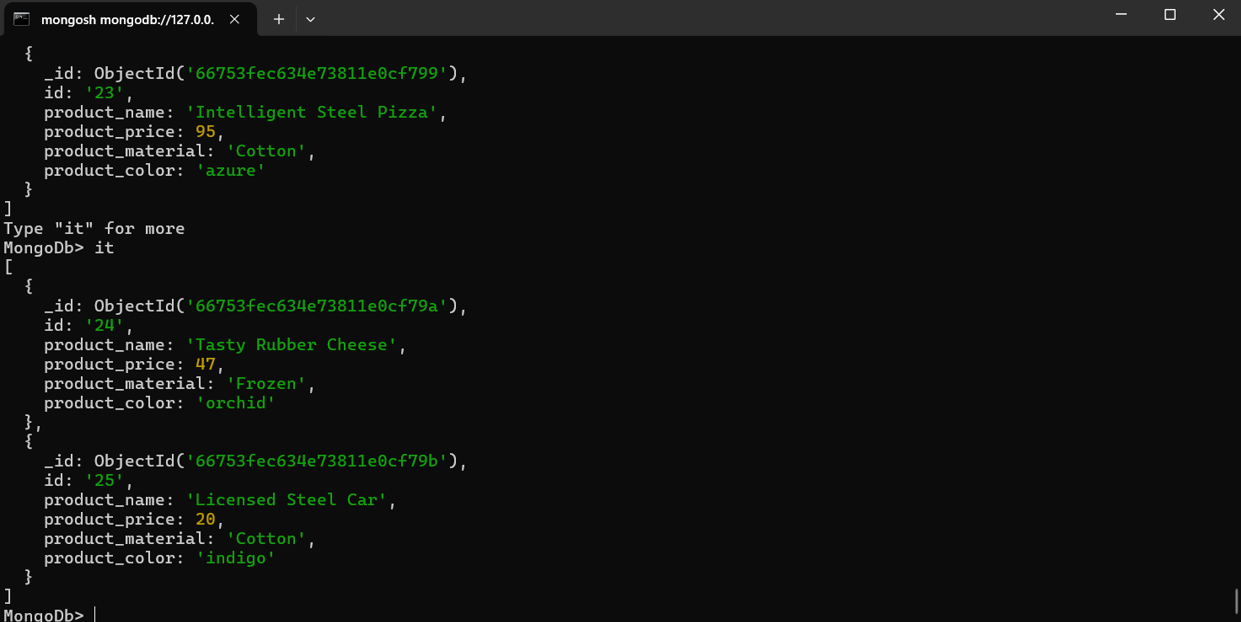 mongosh mongodb://127.0.0.
{
_id: ObjectId('66753fec634e73811e0cf799'),
id: '23',
product_name: 'Intelligent Steel Pizza',
product_price: 95,
product_material: 'Cotton',
product_color: 'azure'
}
]
Type "it" for more
MongoDb> it
[
{
_id: ObjectId('66753fec634e73811e0cf79a'),
id: '24',
product_name: 'Tasty Rubber Cheese',
product_price: 47,
product_material: 'Frozen',
product_color: 'orchid'
},
{
_id: ObjectId('66753fec634e73811e0cf79b'),
id: '25',
product_name: 'Licensed Steel Car',
product_price: 20,
product_material: 'Cotton',
product_color: 'indigo'
}
]
MongoDb>